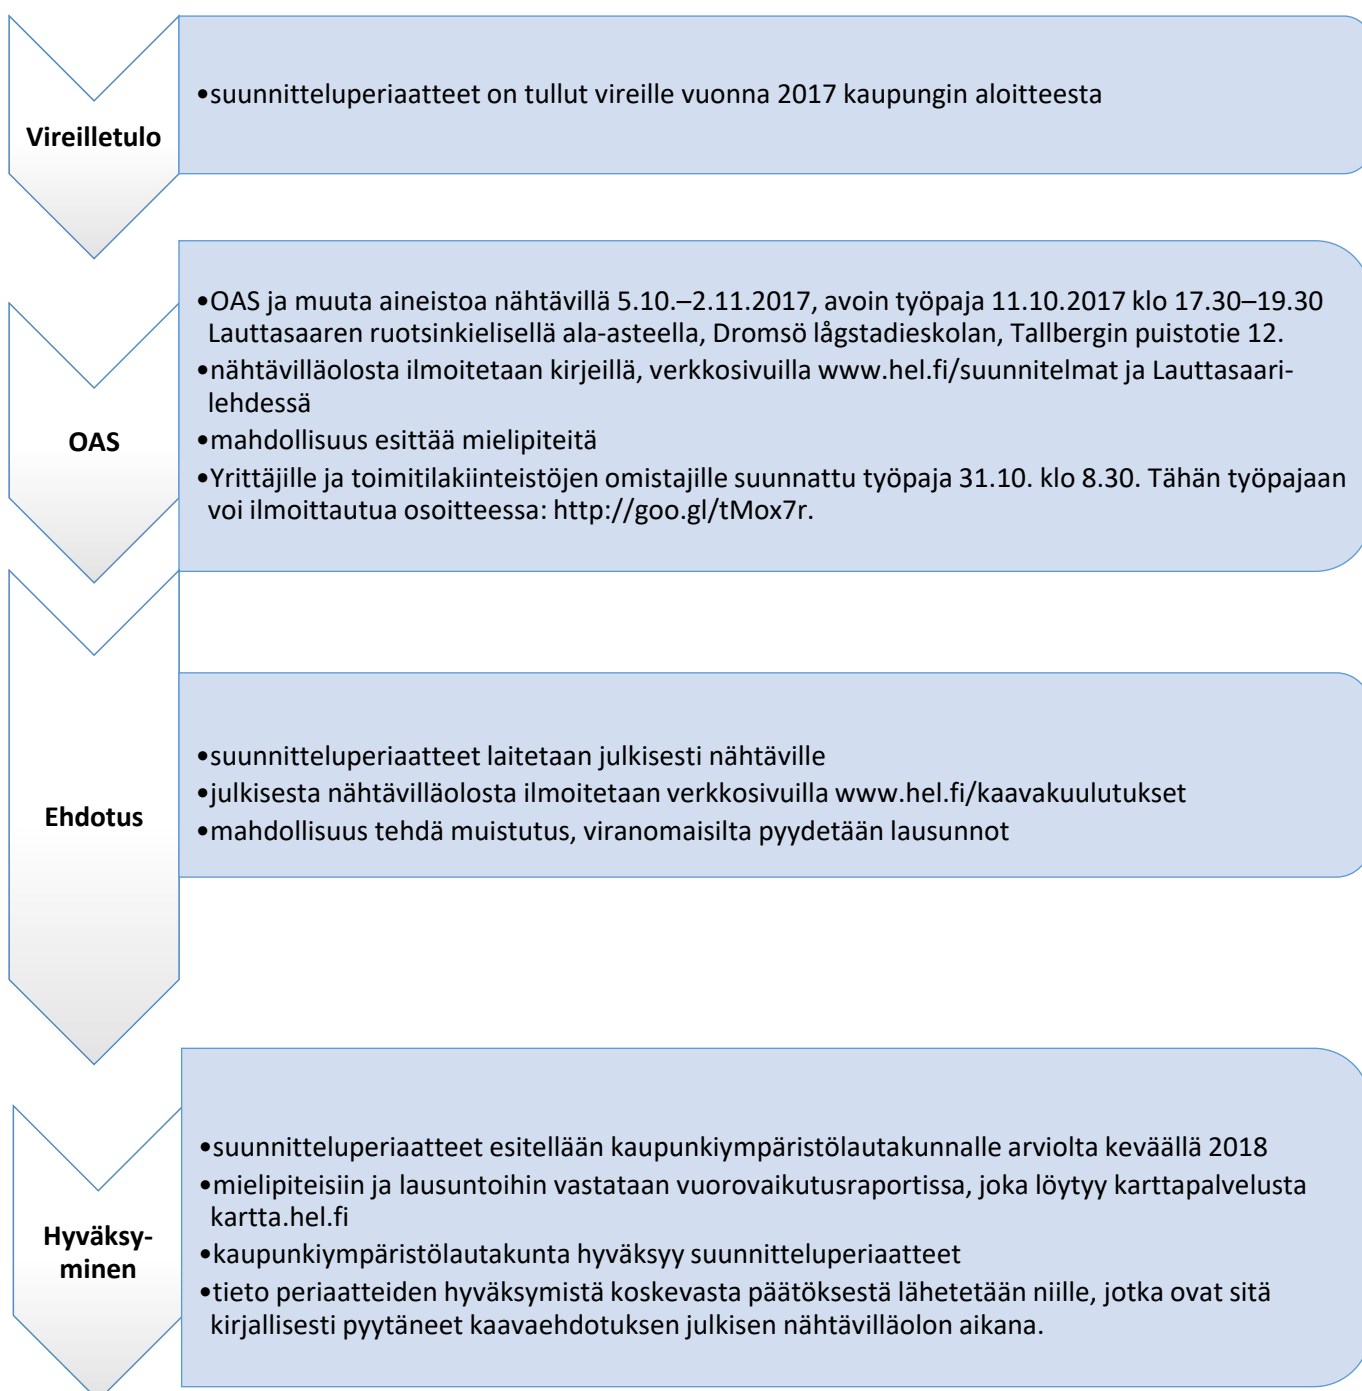 Vireilletulo
•suunnitteluperiaatteet on tullut vireille vuonna 2017 kaupungin aloitteesta
OAS
•OAS ja muuta aineistoa nähtävillä 5.10.–2.11.2017, avoin työpaja 11.10.2017 klo 17.30–19.30
Lauttasaaren ruotsinkielisellä ala-asteella, Dromsö lågstadieskolan, Tallbergin puistotie 12.
•nähtävilläolosta ilmoitetaan kirjeillä, verkkosivuilla www.hel.fi/suunnitelmat ja Lauttasaari-
lehdessä
•mahdollisuus esittää mielipiteitä
•Yrittäjille ja toimitilakiinteistöjen omistajille suunnattu työpaja 31.10. klo 8.30. Tähän työpajaan
voi ilmoittautua osoitteessa: http://goo.gl/tMox7r.
Ehdotus
•suunnitteluperiaatteet laitetaan julkisesti nähtäville
•julkisesta nähtävilläolosta ilmoitetaan verkkosivuilla www.hel.fi/kaavakuulutukset
•mahdollisuus tehdä muistutus, viranomaisilta pyydetään lausunnot
Hyväksy-
minen
•suunnitteluperiaatteet esitellään kaupunkiympäristölautakunnalle arviolta keväällä 2018
•mielipiteisiin ja lausuntoihin vastataan vuorovaikutusraportissa, joka löytyy karttapalvelusta
kartta.hel.fi
•kaupunkiympäristölautakunta hyväksyy suunnitteluperiaatteet
•tieto periaatteiden hyväksymistä koskevasta päätöksestä lähetetään niille, jotka ovat sitä
kirjallisesti pyytäneet kaavaehdotuksen julkisen nähtävilläolon aikana.